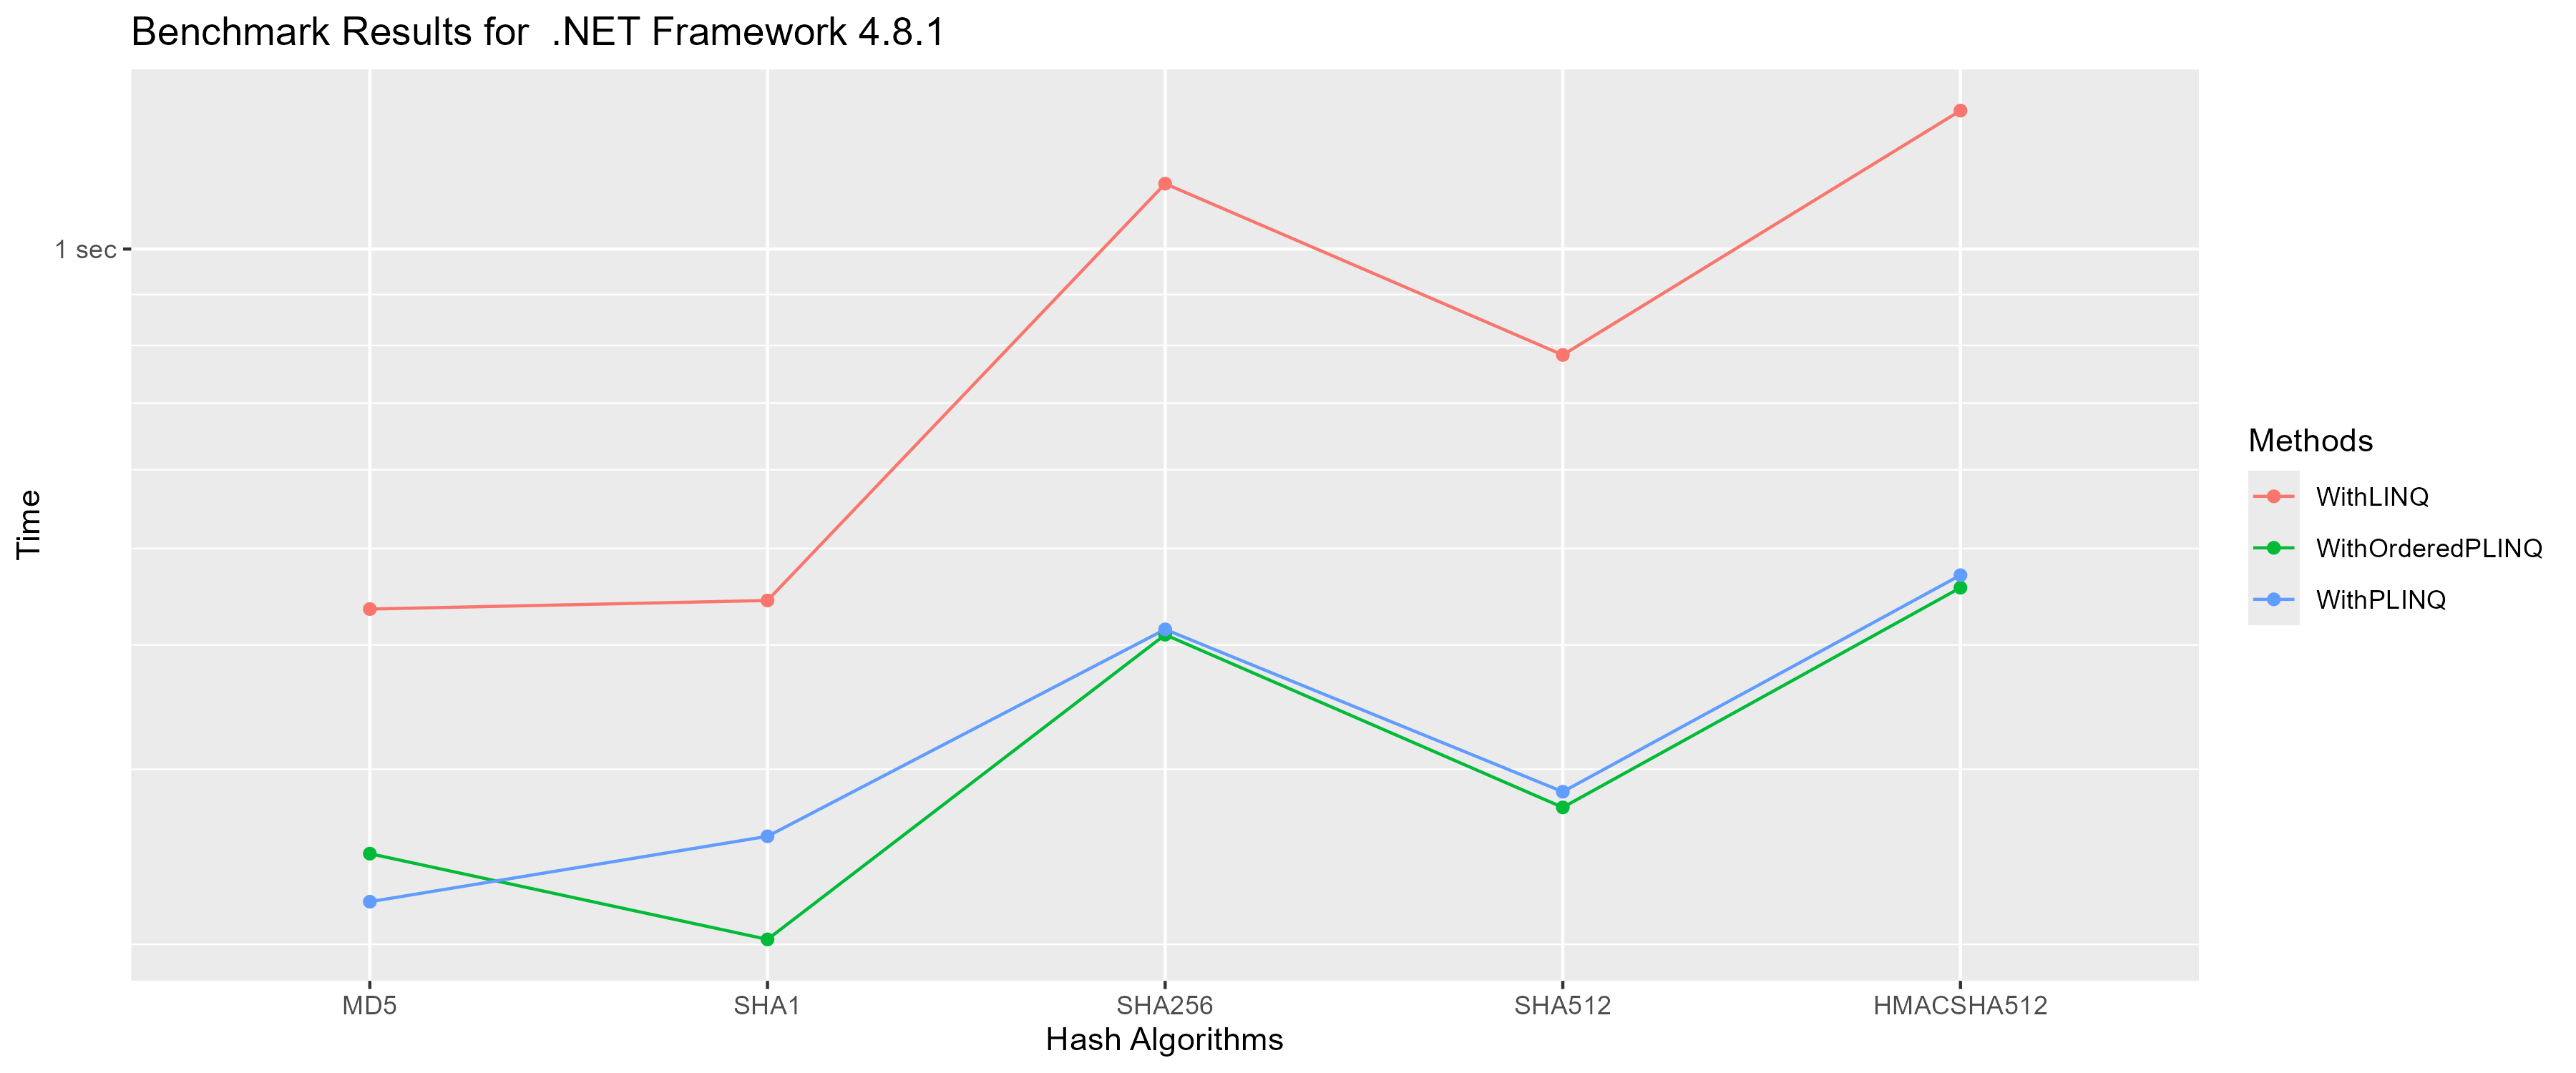 Benchmark Results for  .NET Framework 4.8.1
1 sec
Time
MD5
SHA1
SHA256
SHA512
HMACSHA512
Hash Algorithms
Methods
WithLINQ
WithOrderedPLINQ
WithPLINQ